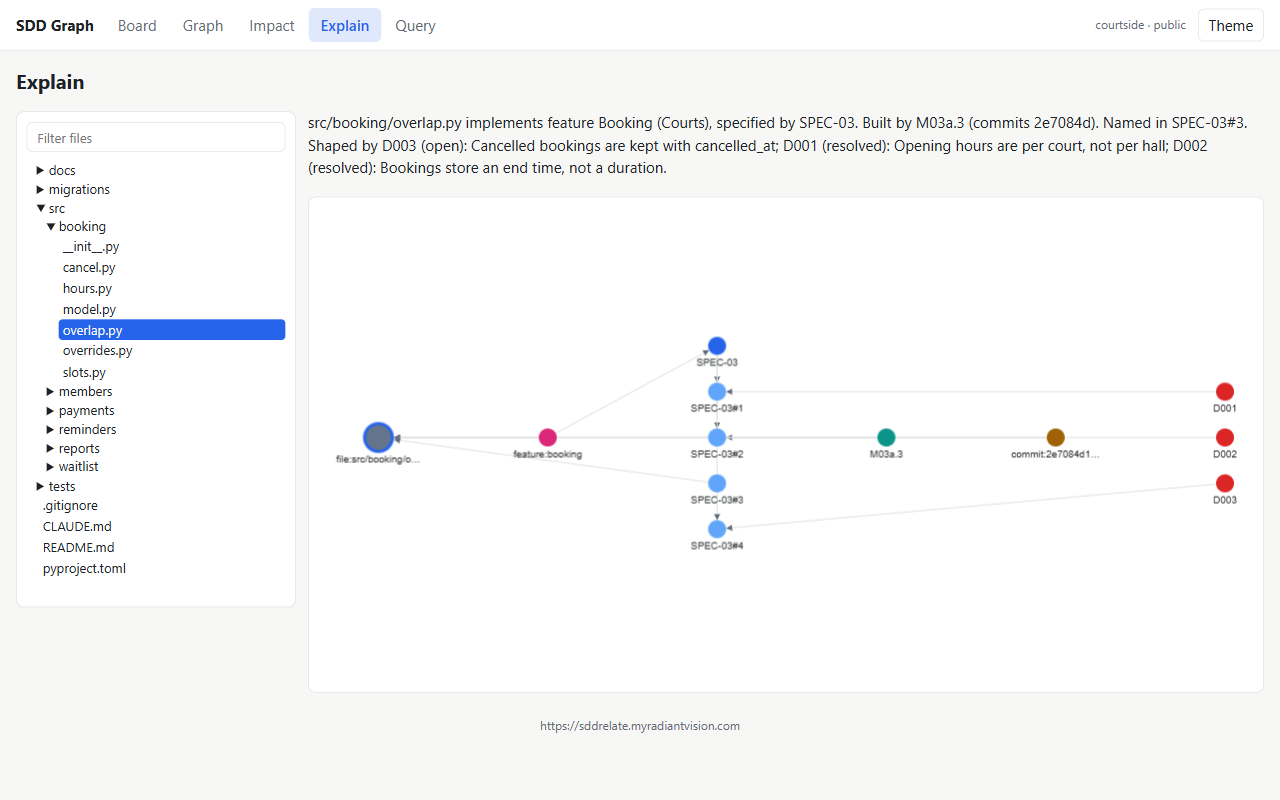 SDD Graph
Board
Graph
Impact
Explain
Query
courtside · public
Theme
Explain
Filter files
docs
migrations
src
booking
__init__.py
cancel.py
hours.py
model.py
overlap.py
overrides.py
slots.py
members
payments
reminders
reports
waitlist
tests
.gitignore
CLAUDE.md
README.md
pyproject.toml
src/booking/overlap.py implements feature Booking (Courts), specified by SPEC-03. Built by M03a.3 (commits 2e7084d). Named in SPEC-03#3.
Shaped by D003 (open): Cancelled bookings are kept with cancelled_at; D001 (resolved): Opening hours are per court, not per hall; D002
(resolved): Bookings store an end time, not a duration.
SPEC-03
SPEC-03#1
D001
file:src/booking/o...
feature:booking
SPEC-03#2
M03a.3
commit:2e7084d1...
D002
SPEC-03#3
D003
SPEC-03#4
https://sddrelate.myradiantvision.com